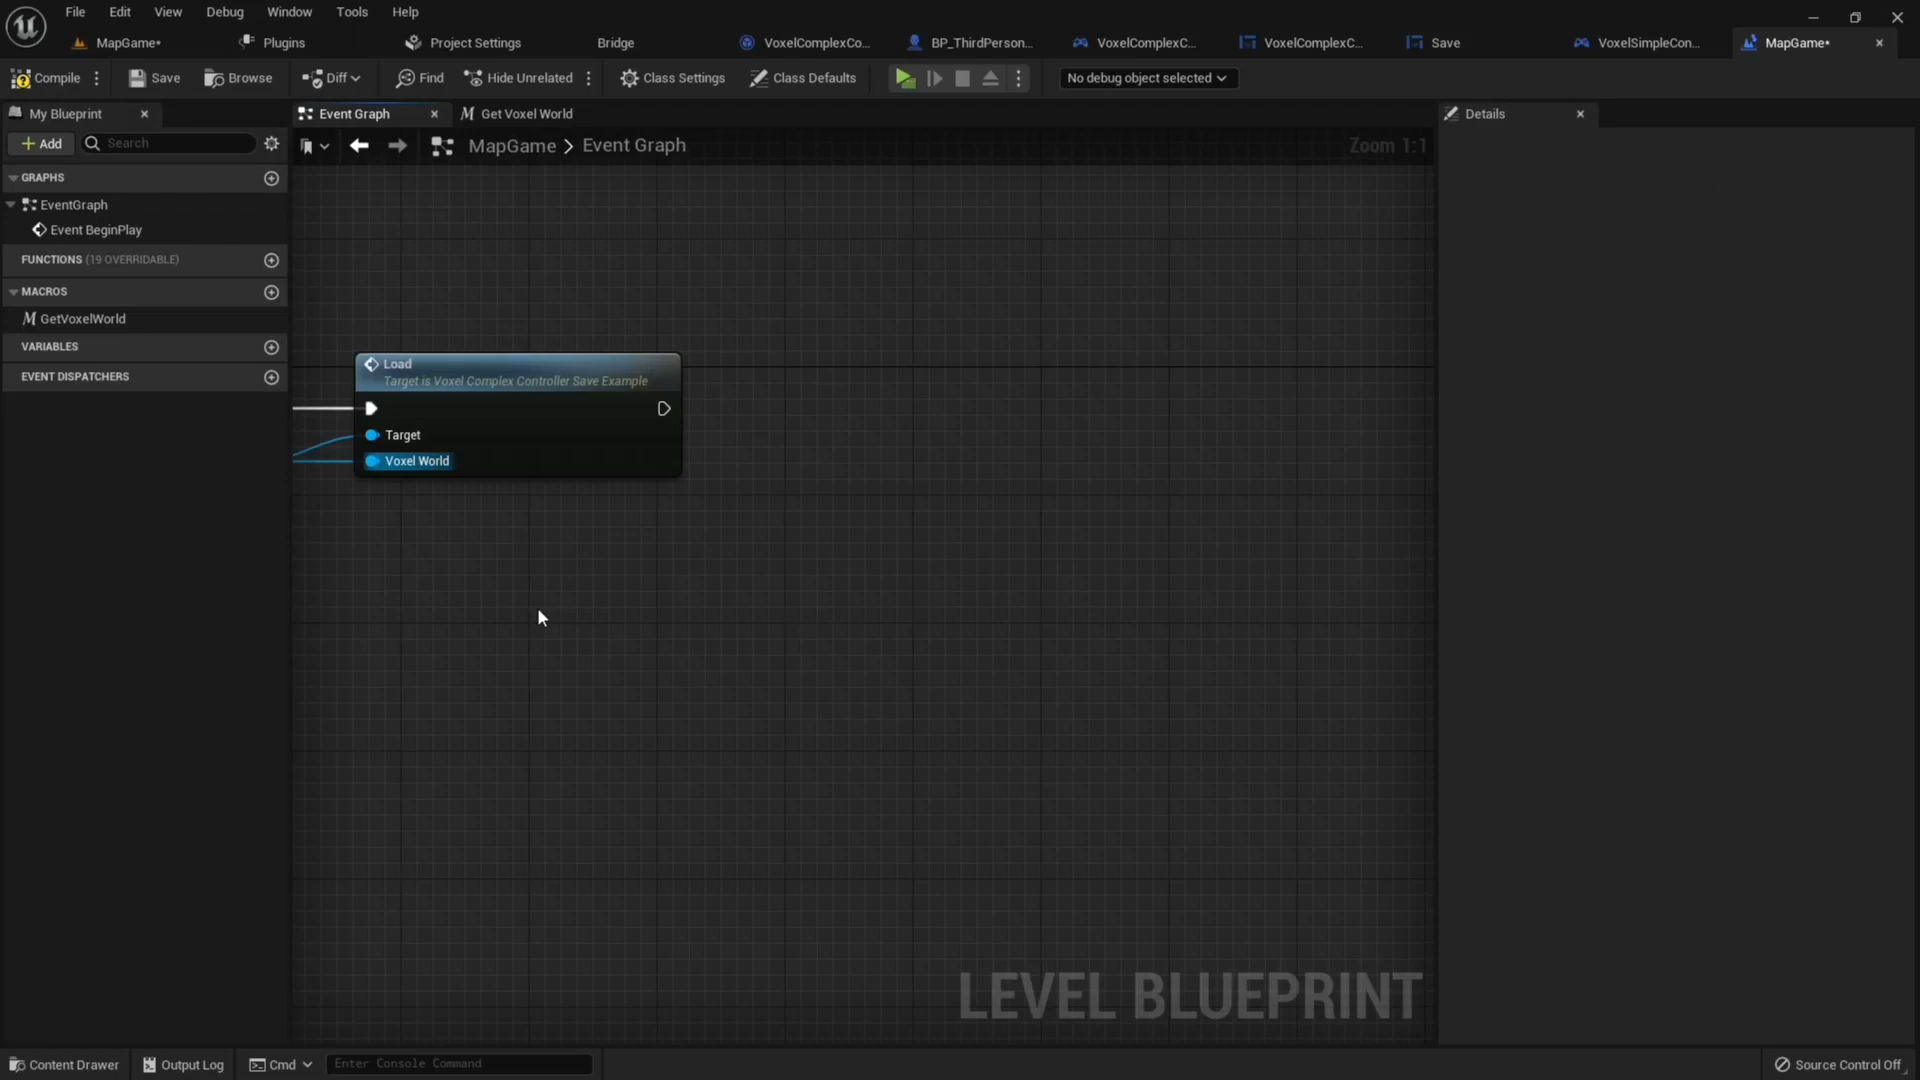 File Edit View Debug Window Tools Help
MapGame* Plugins Project Settings Bridge VoxelComplexCo... BP_ThirdPerson... VoxelComplexC... VoxelComplexC... Save VoxelSimpleCon... MapGame*
Compile Save Browse Diff Find Hide Unrelated Class Settings Class Defaults No debug object selected
My Blueprint Event Graph Get Voxel World Details
Add Search MapGame > Event Graph Zoom 1:1
GRAPHS
EventGraph
Event BeginPlay
FUNCTIONS (19 OVERRIDABLE)
MACROS
GetVoxelWorld
VARIABLES
EVENT DISPATCHERS
Load
Target is Voxel Complex Controller Save Example
Target
Voxel World
LEVEL BLUEPRINT
Content Drawer Output Log Cmd Enter Console Command Source Control Off